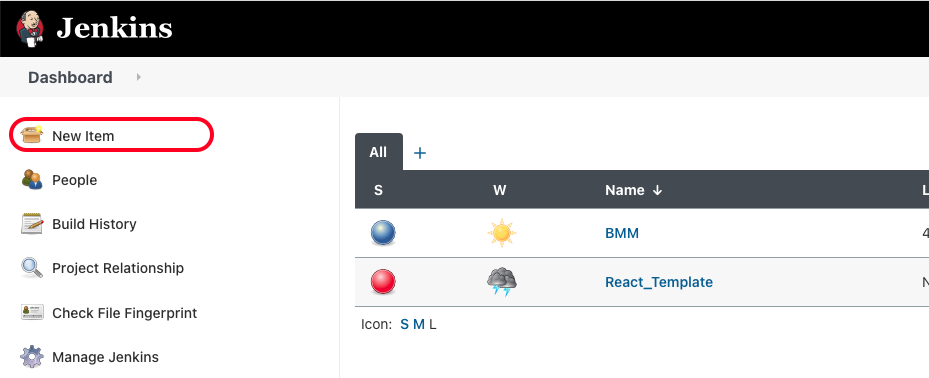 Jenkins
Dashboard
New Item
People
Build History
Project Relationship
Check File Fingerprint
Manage Jenkins
All +
S W Name ↓ L
BMM 4
React_Template N
Icon: S M L